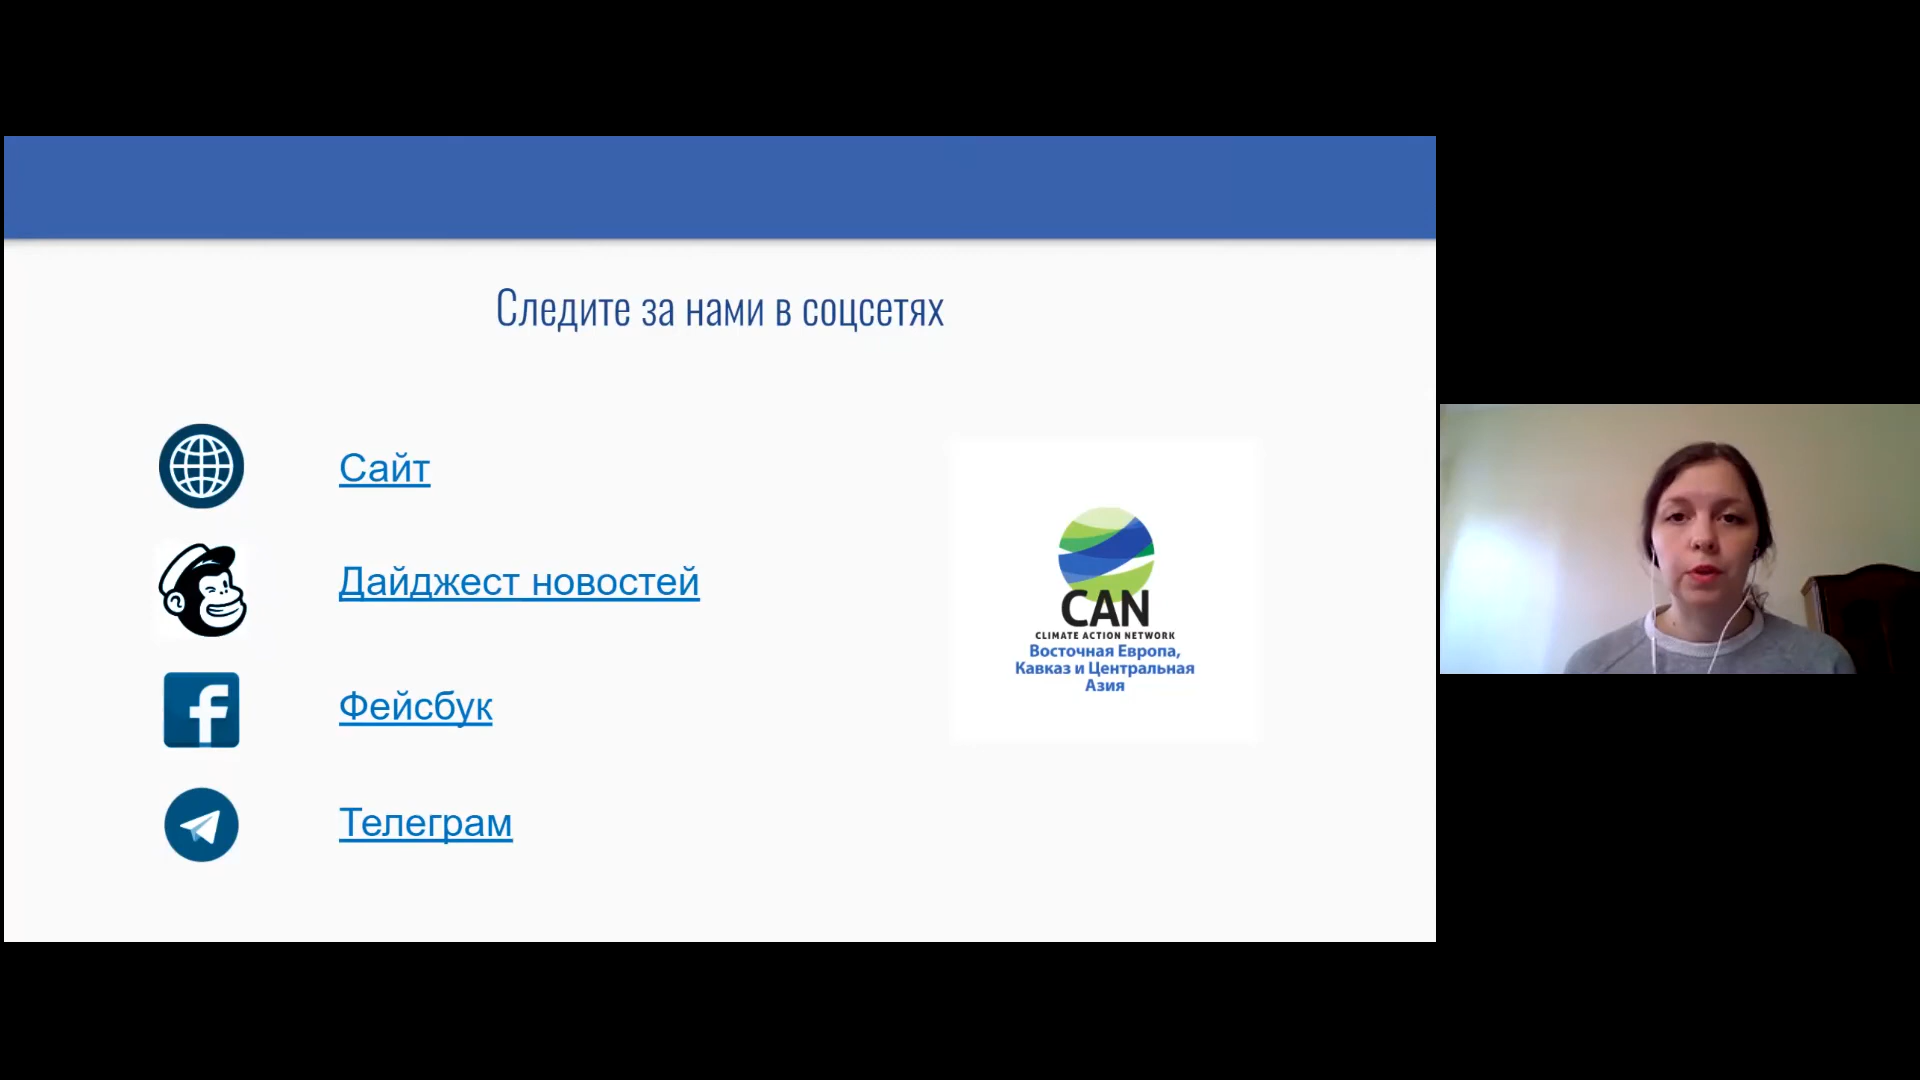 Следите за нами в соцсетях
Сайт
Дайджест новостей
Фейсбук
Телеграм
CAN
CLIMATE ACTION NETWORK
Восточная Европа,
Кавказ и Центральная
Азия